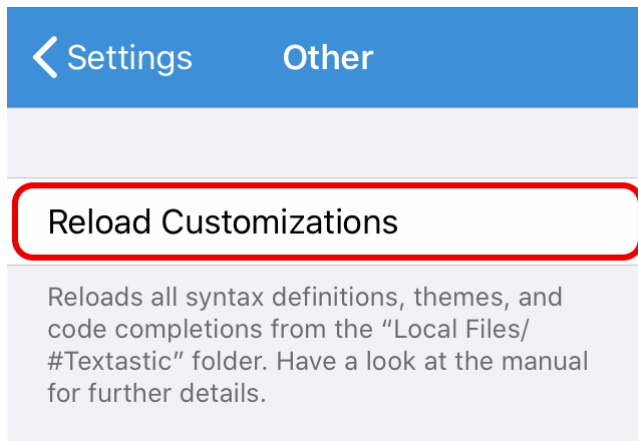 Settings Other
Reload Customizations
Reloads all syntax definitions, themes, and
code completions from the “Local Files/
#Textastic” folder. Have a look at the manual
for further details.